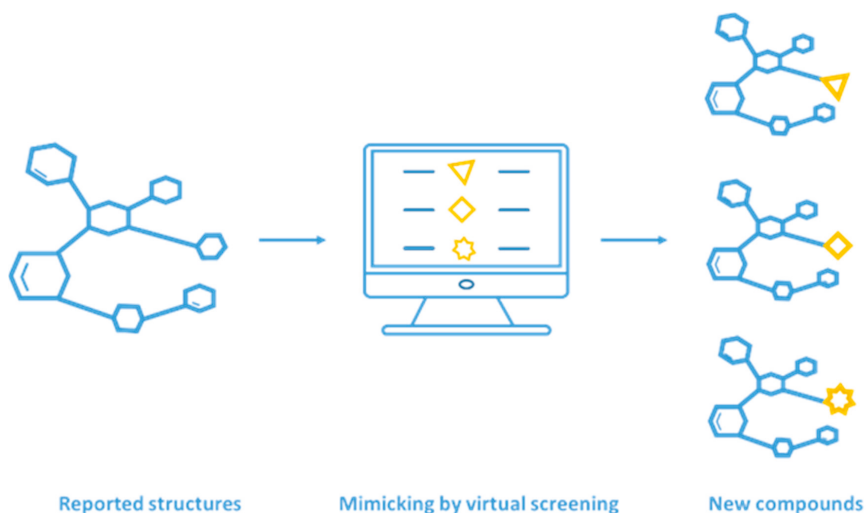 Reported structures
Mimicking by virtual screening
New compounds